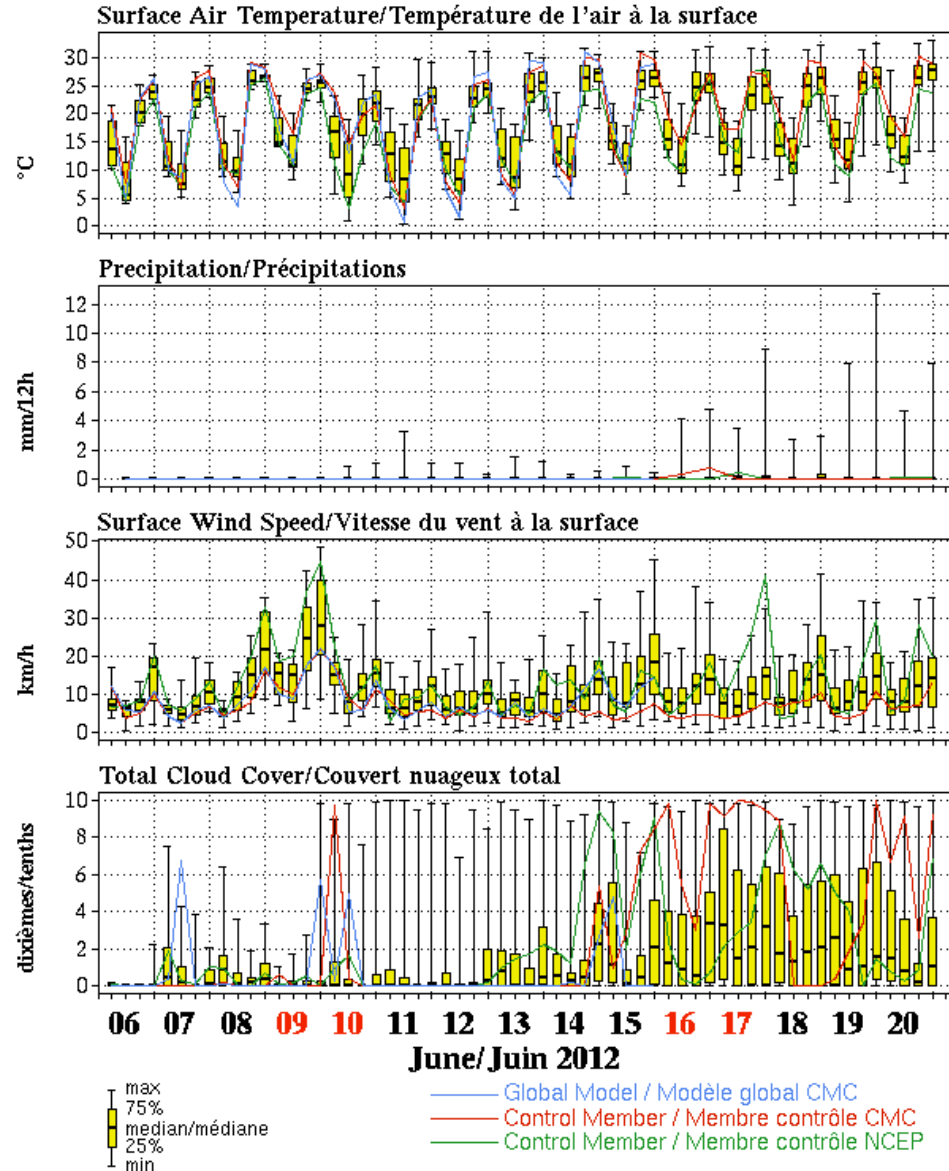 Surface Air Temperature/Température de l'air à la surface
30
25
20
15
10
5
0
°C
Precipitation/Précipitations
12
10
8
6
4
2
0
mm/12h
Surface Wind Speed/Vitesse du vent à la surface
50
40
30
20
10
0
km/h
Total Cloud Cover/Couvert nuageux total
10
8
6
4
2
0
dixièmes/tenths
06 07 08 09 10 11 12 13 14 15 16 17 18 19 20
June/Juin 2012
max
75%
median/médiane
25%
min
Global Model / Modèle global CMC
Control Member / Membre contrôle CMC
Control Member / Membre contrôle NCEP